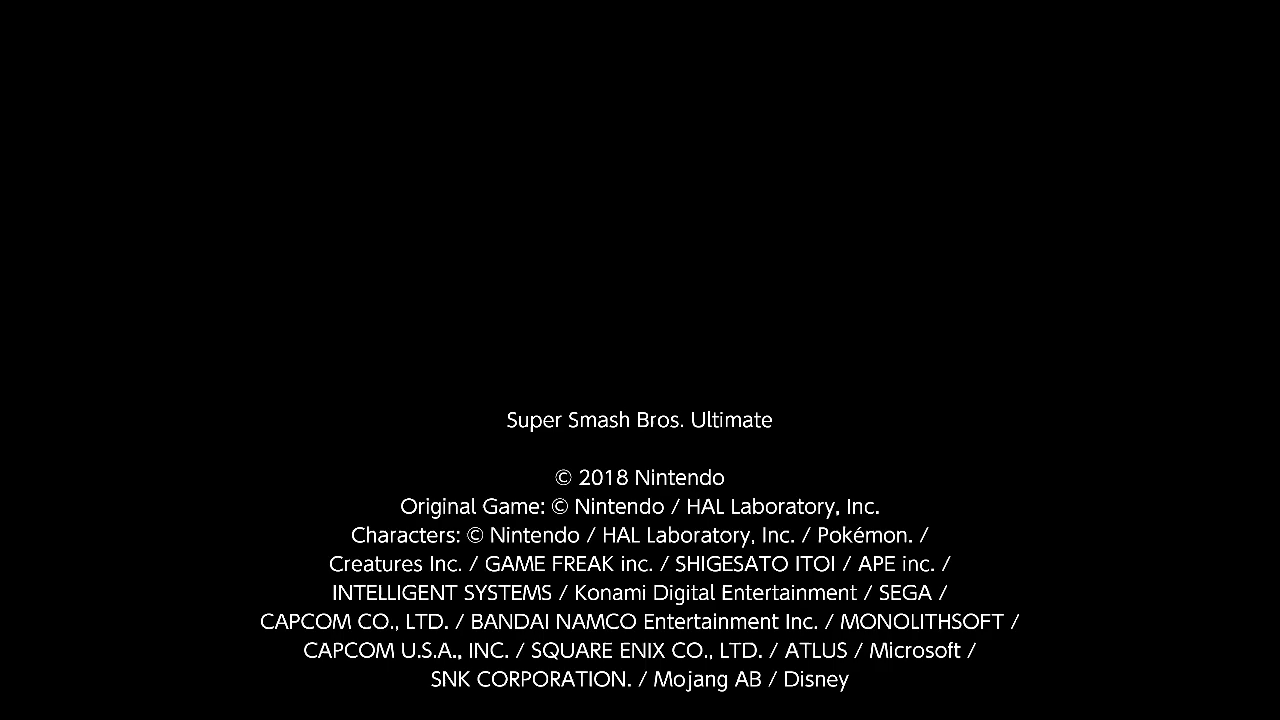 Super Smash Bros. Ultimate
© 2018 Nintendo
Original Game: © Nintendo / HAL Laboratory, Inc.
Characters: © Nintendo / HAL Laboratory, Inc. / Pokémon. /
Creatures Inc. / GAME FREAK inc. / SHIGESATO ITOI / APE inc. /
INTELLIGENT SYSTEMS / Konami Digital Entertainment / SEGA /
CAPCOM CO., LTD. / BANDAI NAMCO Entertainment Inc. / MONOLITHSOFT /
CAPCOM U.S.A., INC. / SQUARE ENIX CO., LTD. / ATLUS / Microsoft /
SNK CORPORATION. / Mojang AB / Disney